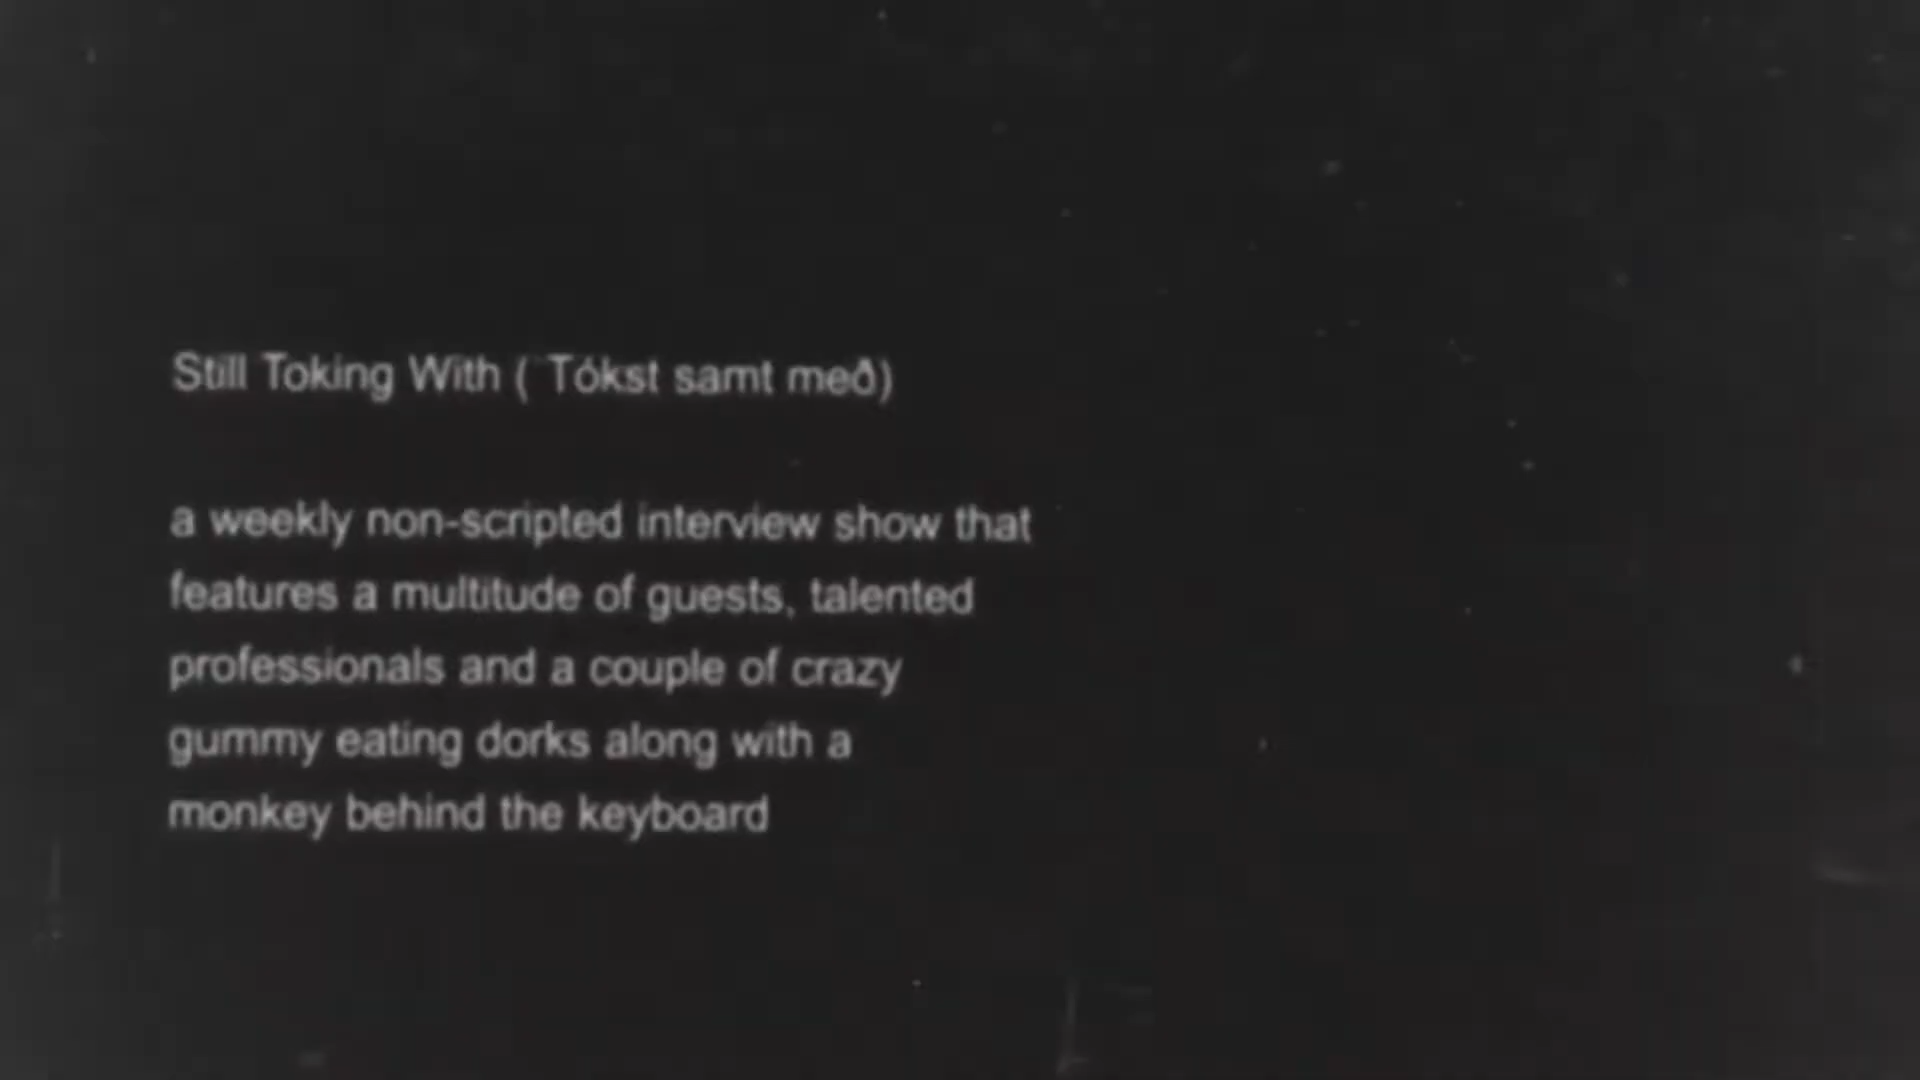 Still Toking With (¨Tókst samt með)
a weekly non-scripted interview show that
features a multitude of guests, talented
professionals and a couple of crazy
gummy eating dorks along with a
monkey behind the keyboard